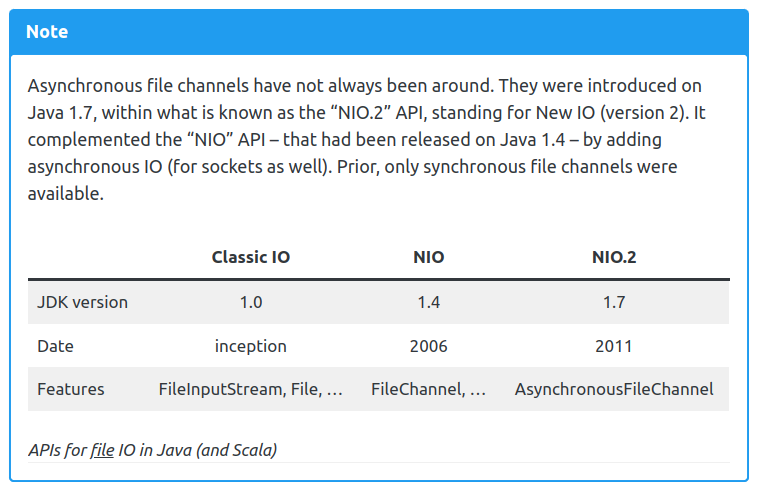 Note
Asynchronous file channels have not always been around. They were introduced on
Java 1.7, within what is known as the “NIO.2” API, standing for New IO (version 2). It
complemented the “NIO” API – that had been released on Java 1.4 – by adding
asynchronous IO (for sockets as well). Prior, only synchronous file channels were
available.
Classic IO NIO NIO.2
JDK version 1.0 1.4 1.7
Date inception 2006 2011
Features FileInputStream, File, … FileChannel, … AsynchronousFileChannel
APIs for file IO in Java (and Scala)